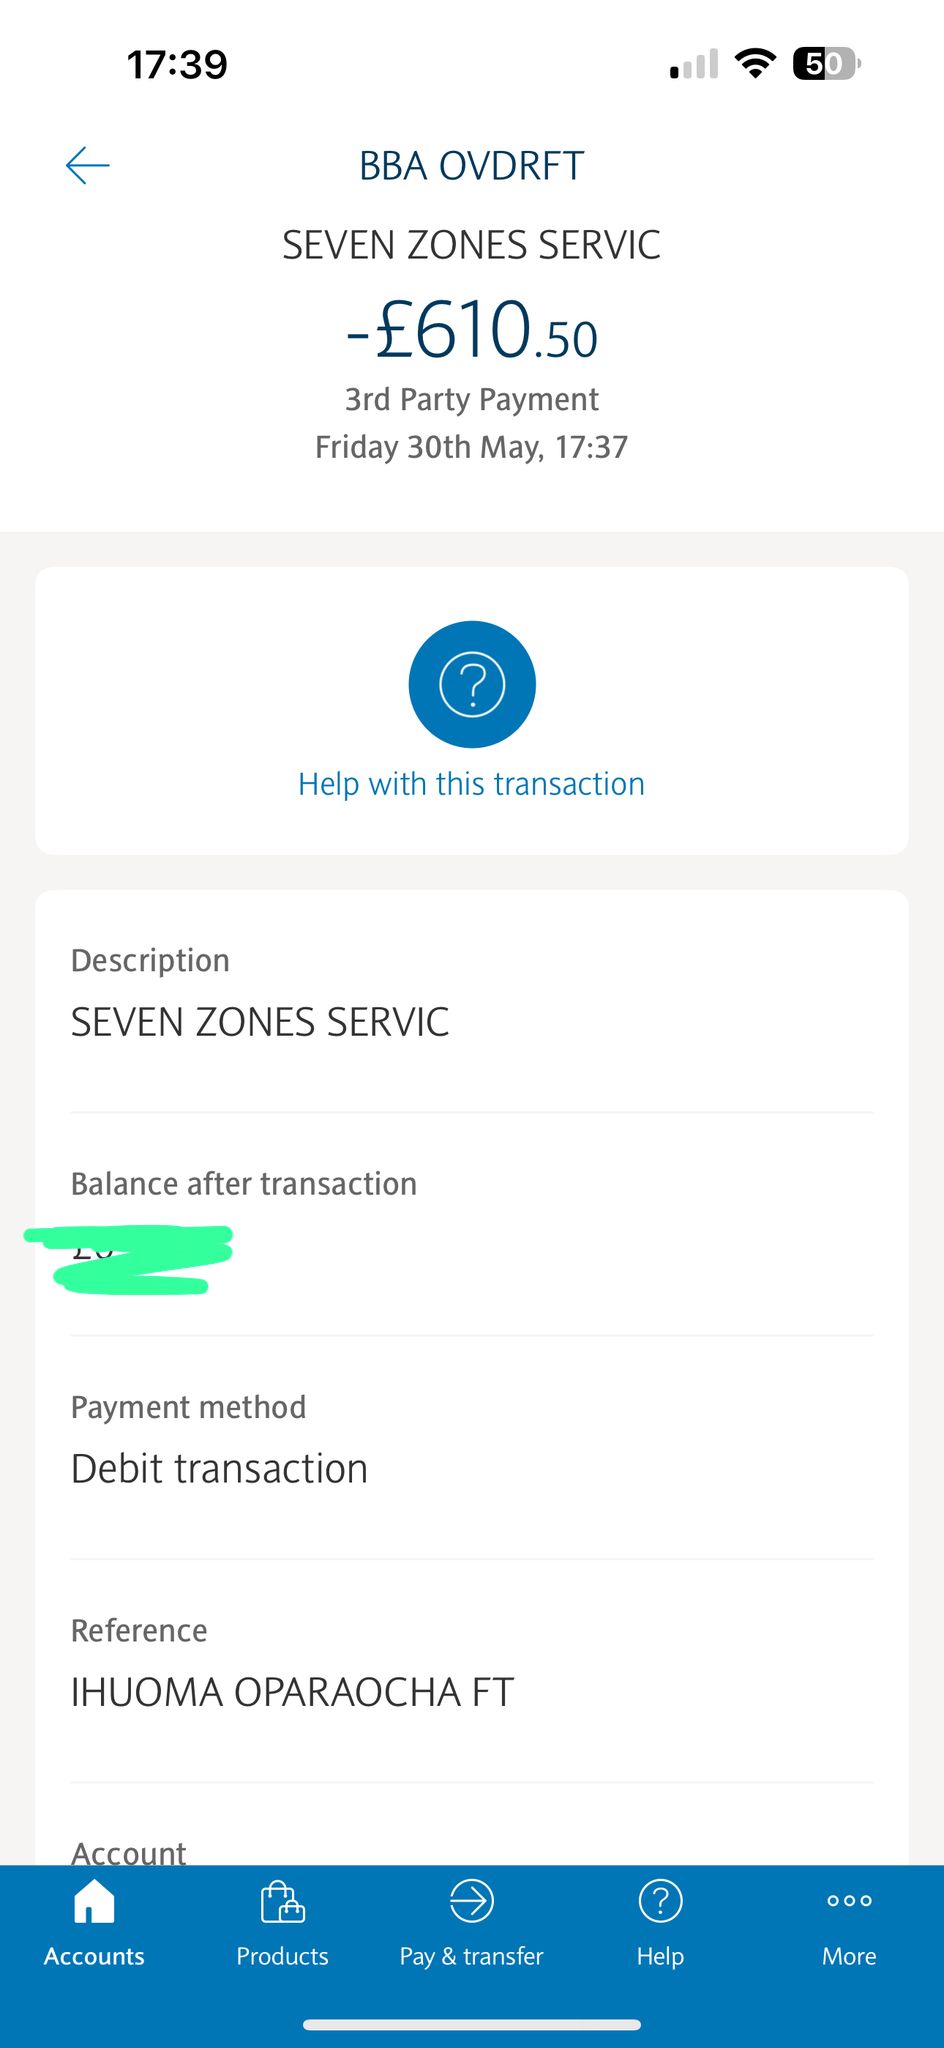 17:39
50
BBA OVDRFT
SEVEN ZONES SERVIC
-£610.50
3rd Party Payment
Friday 30th May, 17:37
?
Help with this transaction
Description
SEVEN ZONES SERVIC
Balance after transaction
Payment method
Debit transaction
Reference
IHUOMA OPARAOCHA FT
Account
Accounts
Products
Pay & transfer
?
Help
More